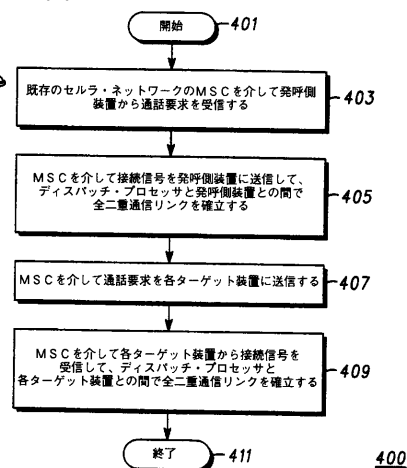 開始
401
既存のセルラ・ネットワークのMSCを介して発呼側
装置から通話要求を受信する
403
MSCを介して接続信号を発呼側装置に送信して、
ディスパッチ・プロセッサと発呼側装置との間で
全二重通信リンクを確立する
405
MSCを介して通話要求を各ターゲット装置に送信する
407
MSCを介して各ターゲット装置から接続信号を
受信して、ディスパッチ・プロセッサと
各ターゲット装置との間で全二重通信リンクを確立する
409
終了
411
400